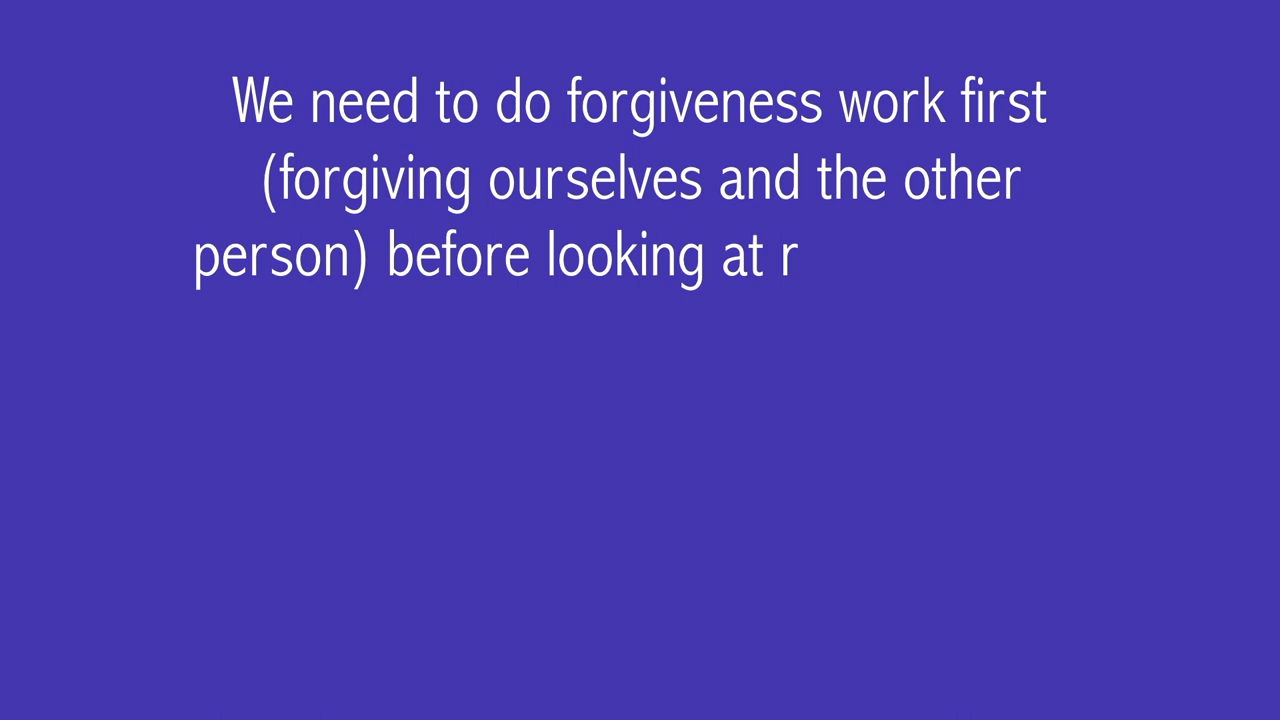 We need to do forgiveness work first
(forgiving ourselves and the other
person) before looking at r